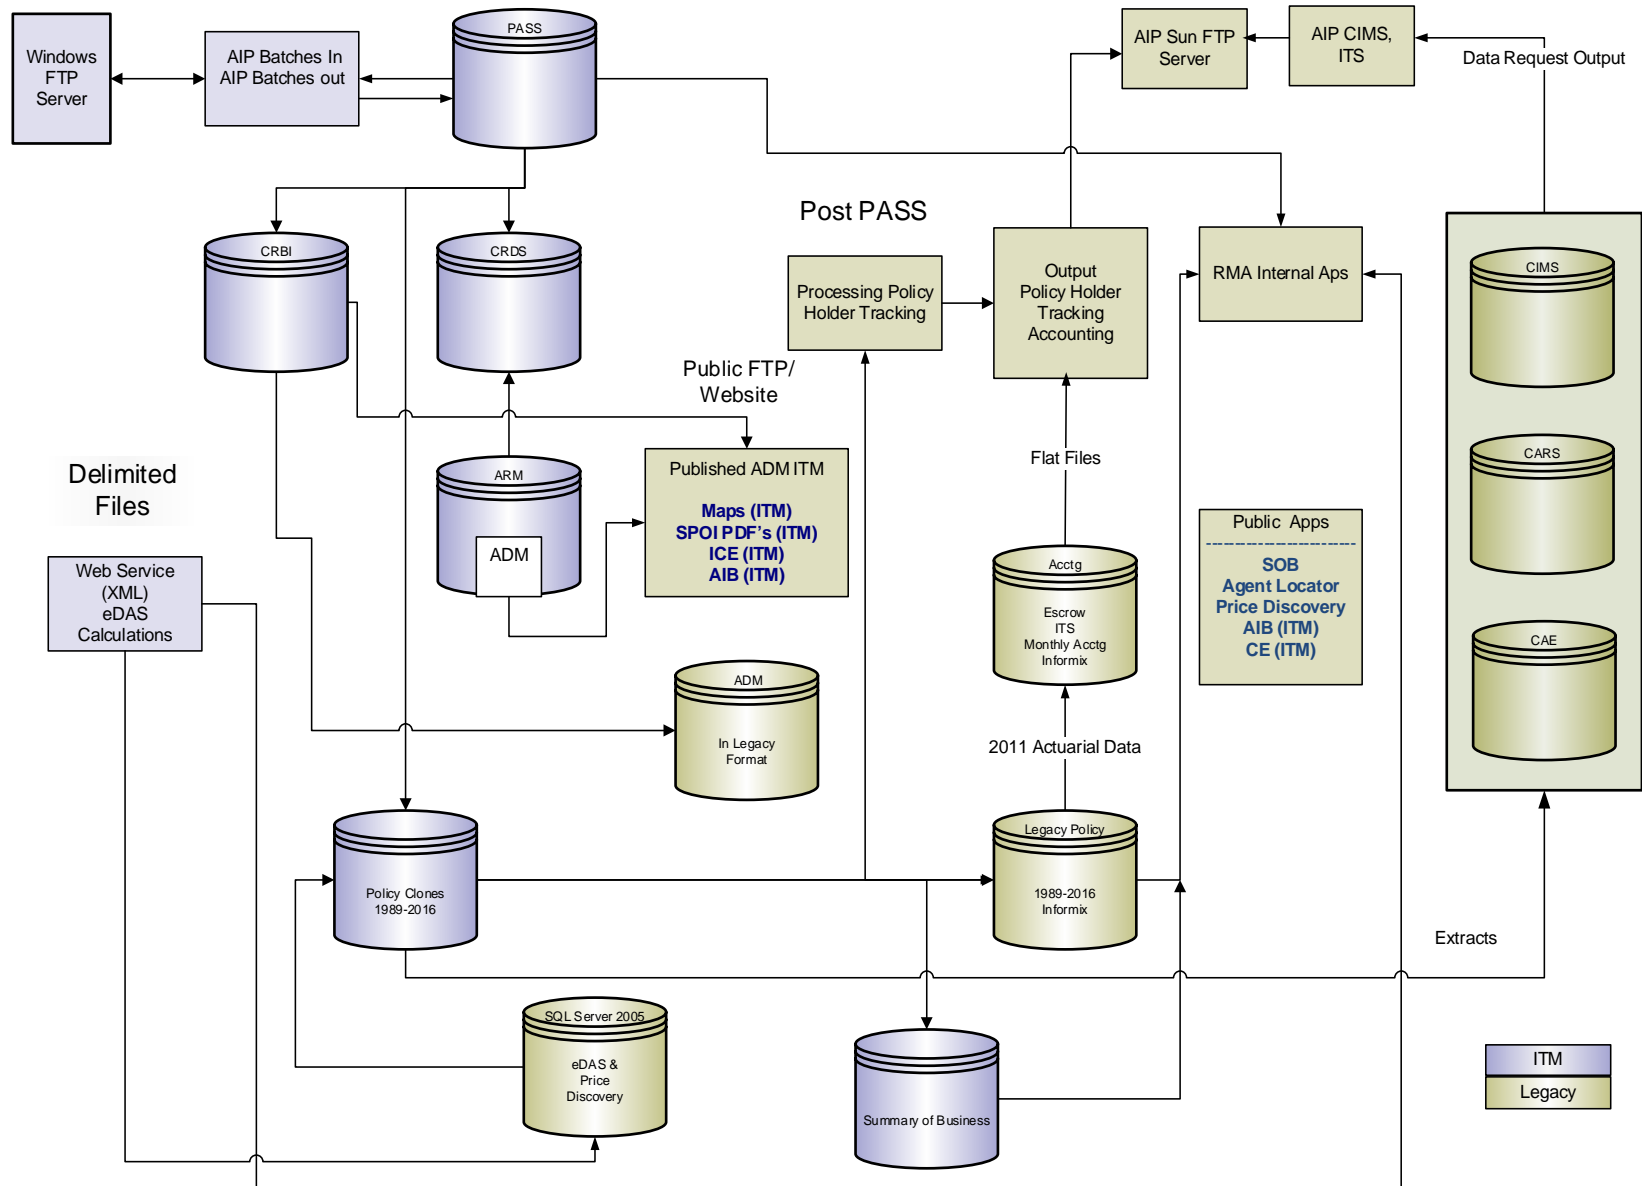 PASS
Windows
FTP
Server
AIP Batches In
AIP Batches out
AIP Sun FTP
Server
AIP CIMS,
ITS
Data Request Output
Post PASS
CRBI
CRDS
Processing Policy
Holder Tracking
Output
Policy Holder
Tracking
Accounting
RMA Internal Aps
CIMS
Public FTP/
Website
Delimited
Files
ARM
ADM
Published ADM ITM
Maps (ITM)
SPOI PDF's (ITM)
ICE (ITM)
AIB (ITM)
Flat Files
CARS
Public Apps
SOB
Agent Locator
Price Discovery
AIB (ITM)
CE (ITM)
Web Service
(XML)
eDAS
Calculations
Acctg
Escrow
ITS
Monthly Acctg
Informix
CAE
ADM
In Legacy
Format
2011 Actuarial Data
Policy Clones
1989-2016
Legacy Policy
1989-2016
Informix
Extracts
SQL Server 2005
eDAS &
Price
Discovery
Summary of Business
ITM
Legacy